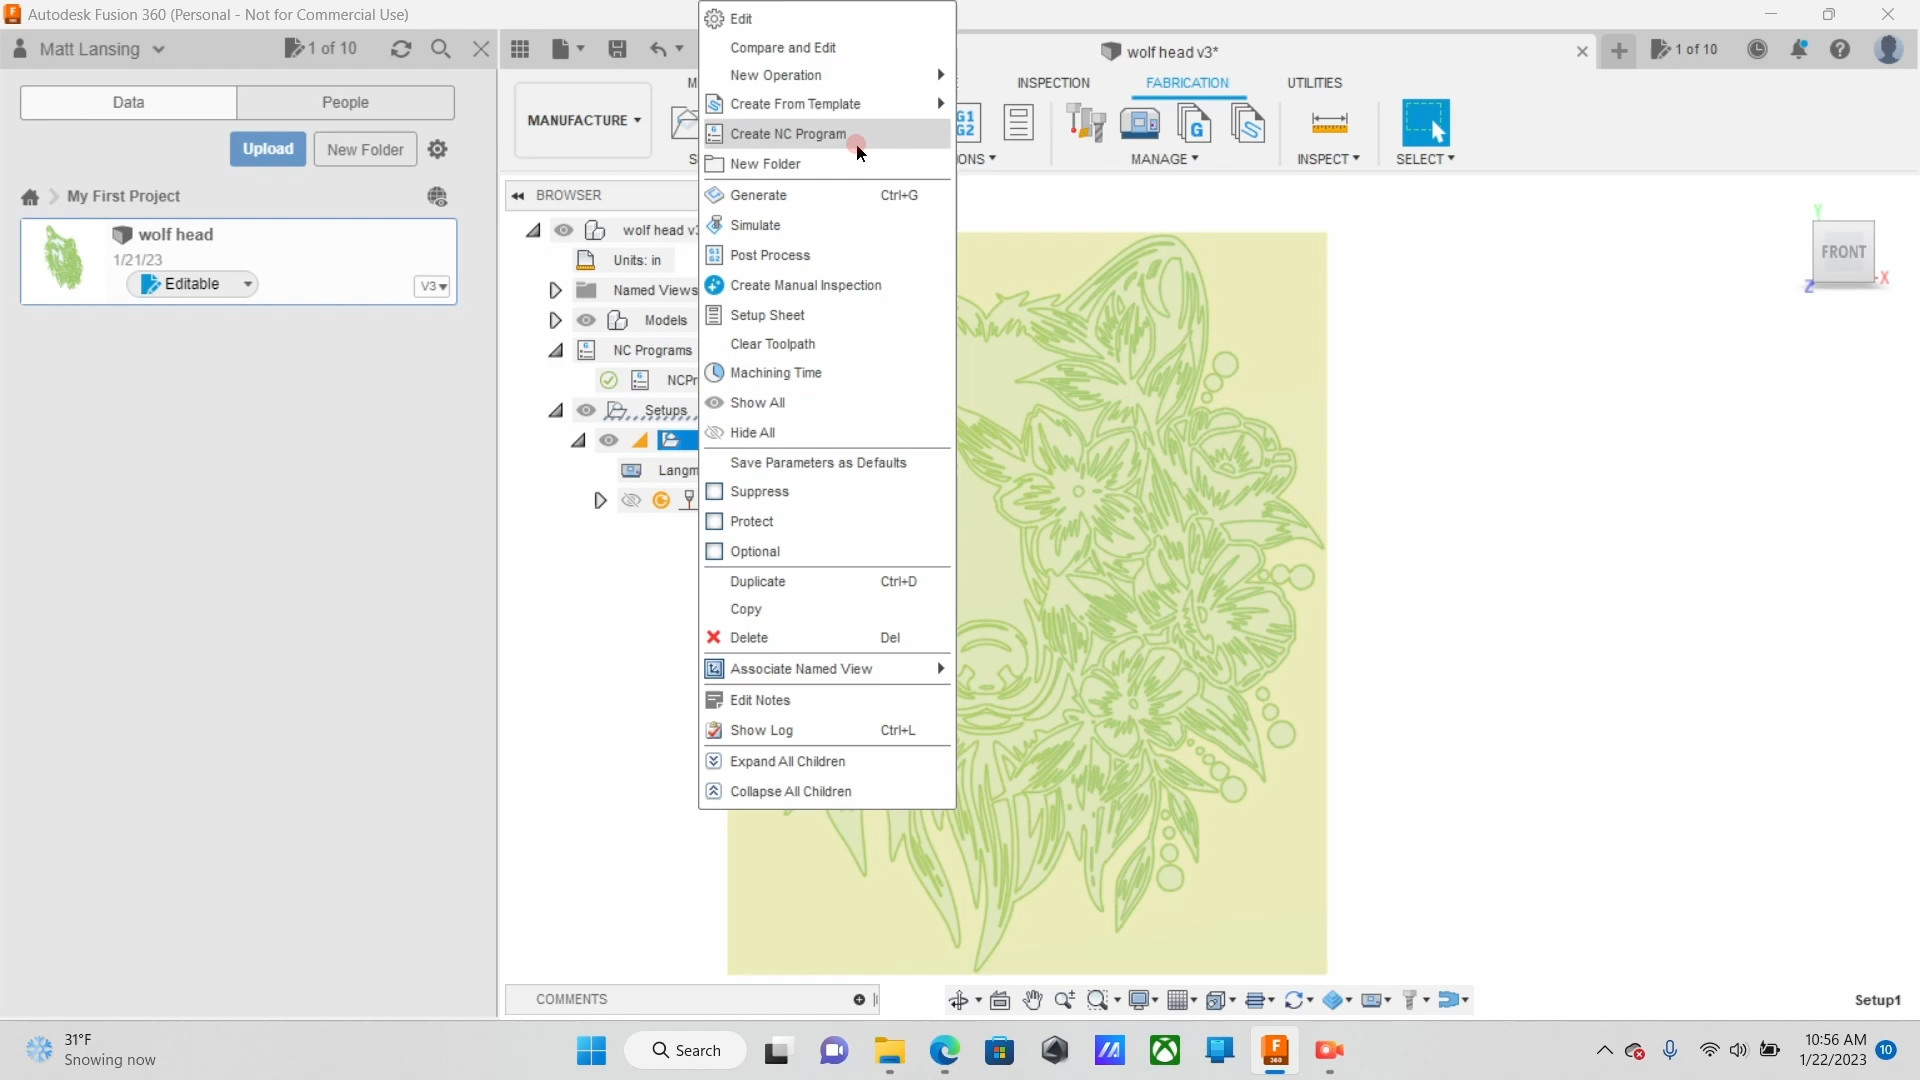 Autodesk Fusion 360 (Personal - Not for Commercial Use)
Matt Lansing
1 of 10
wolf head v3*
1 of 10
Data
People
Upload
New Folder
My First Project
wolf head
1/21/23
Editable
V3
MANUFACTURE
INSPECTION
FABRICATION
UTILITIES
MANAGE
INSPECT
SELECT
BROWSER
Units: in
Named Views
Models
NC Programs
Setups
Edit
Compare and Edit
New Operation
Create From Template
Create NC Program
New Folder
Generate Ctrl+G
Simulate
Post Process
Create Manual Inspection
Setup Sheet
Clear Toolpath
Machining Time
Show All
Hide All
Save Parameters as Defaults
Suppress
Protect
Optional
Duplicate Ctrl+D
Copy
Delete Del
Associate Named View
Edit Notes
Show Log Ctrl+L
Expand All Children
Collapse All Children
Y
FRONT
X
Z
COMMENTS
Setup1
31°F
Snowing now
Search
10:56 AM
1/22/2023
10